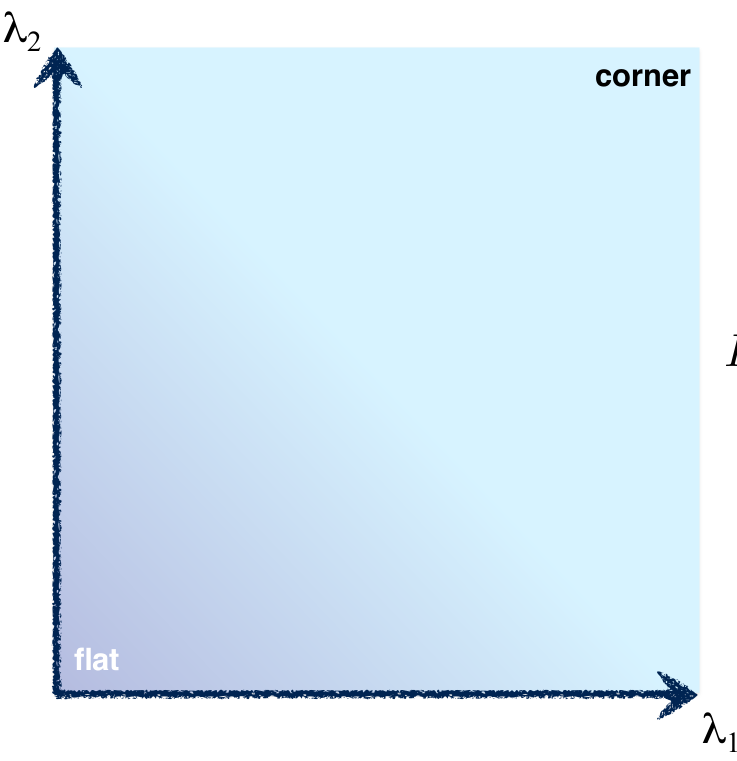 λ₂
corner
flat
λ₁